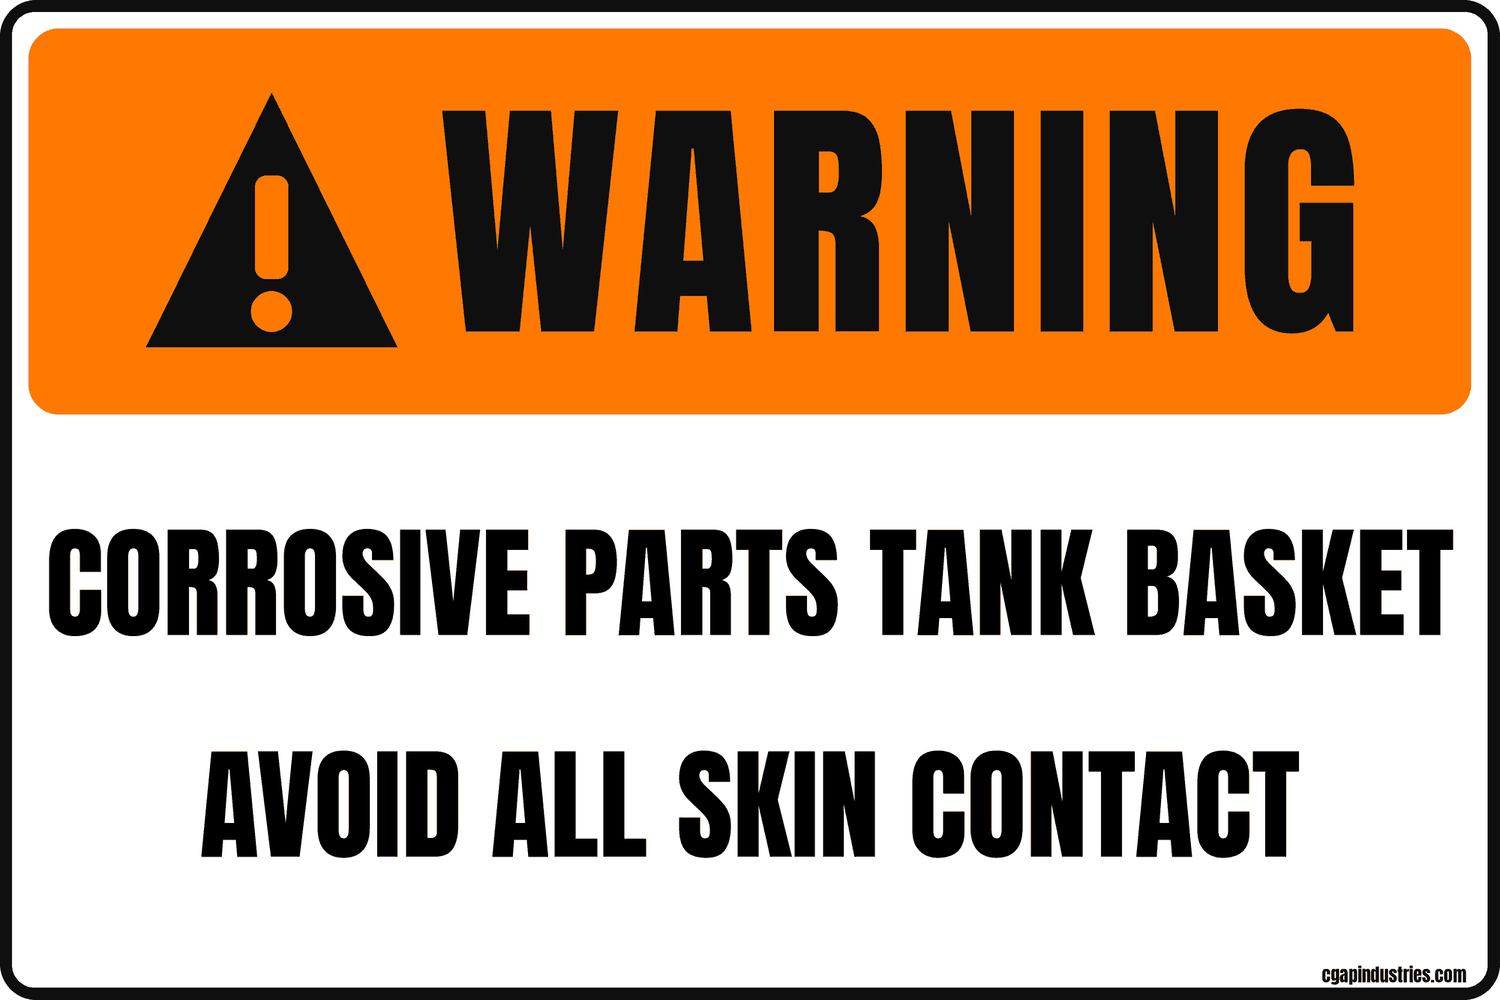 WARNING
CORROSIVE PARTS TANK BASKET
AVOID ALL SKIN CONTACT
cgapindustries.com